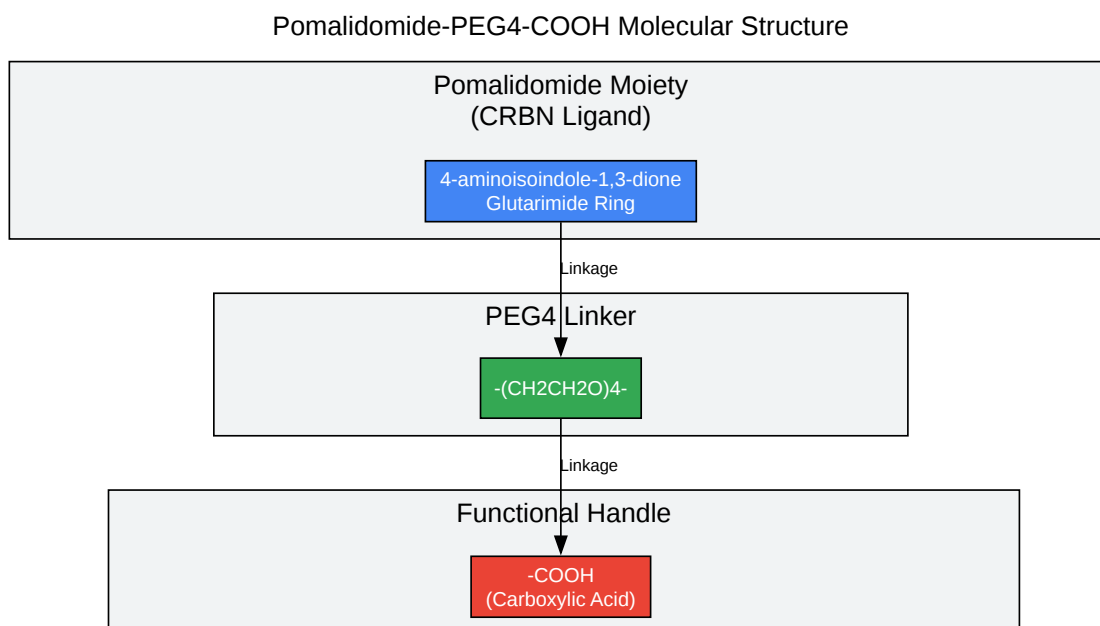 Pomalidomide-PEG4-COOH Molecular Structure
Pomalidomide Moiety
(CRBN Ligand)
4-aminoisoindole-1,3-dione
Glutarimide Ring
Linkage
PEG4 Linker
-(CH2CH2O)4-
Linkage
Functional Handle
-COOH
(Carboxylic Acid)